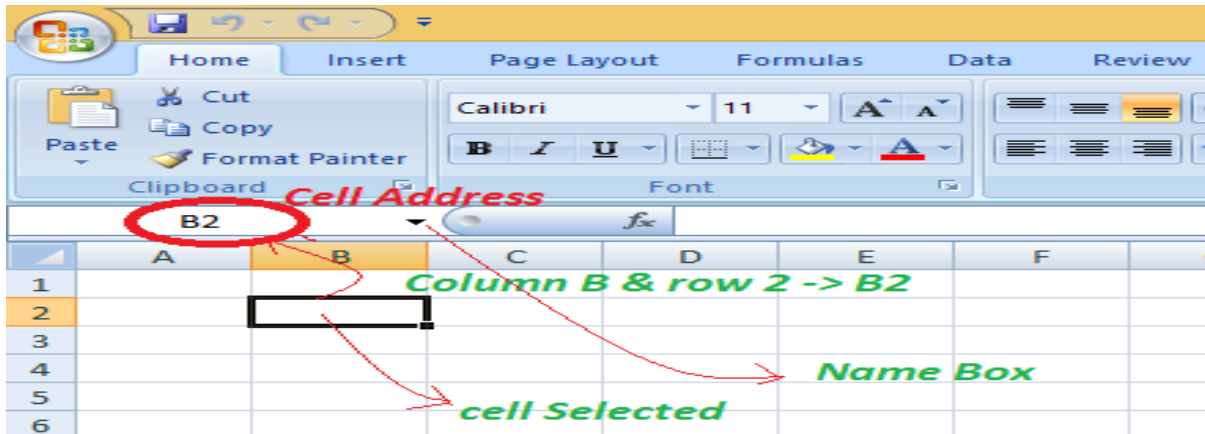 Home Insert Page Layout Formulas Data Review
Cut
Calibri 11 A A
Copy
Paste
Format Painter
B I U A
Clipboard Font
Cell Address
B2 fx
A B C D E F
1 Column B & row 2 -> B2
2
3
4 Name Box
5 cell Selected
6